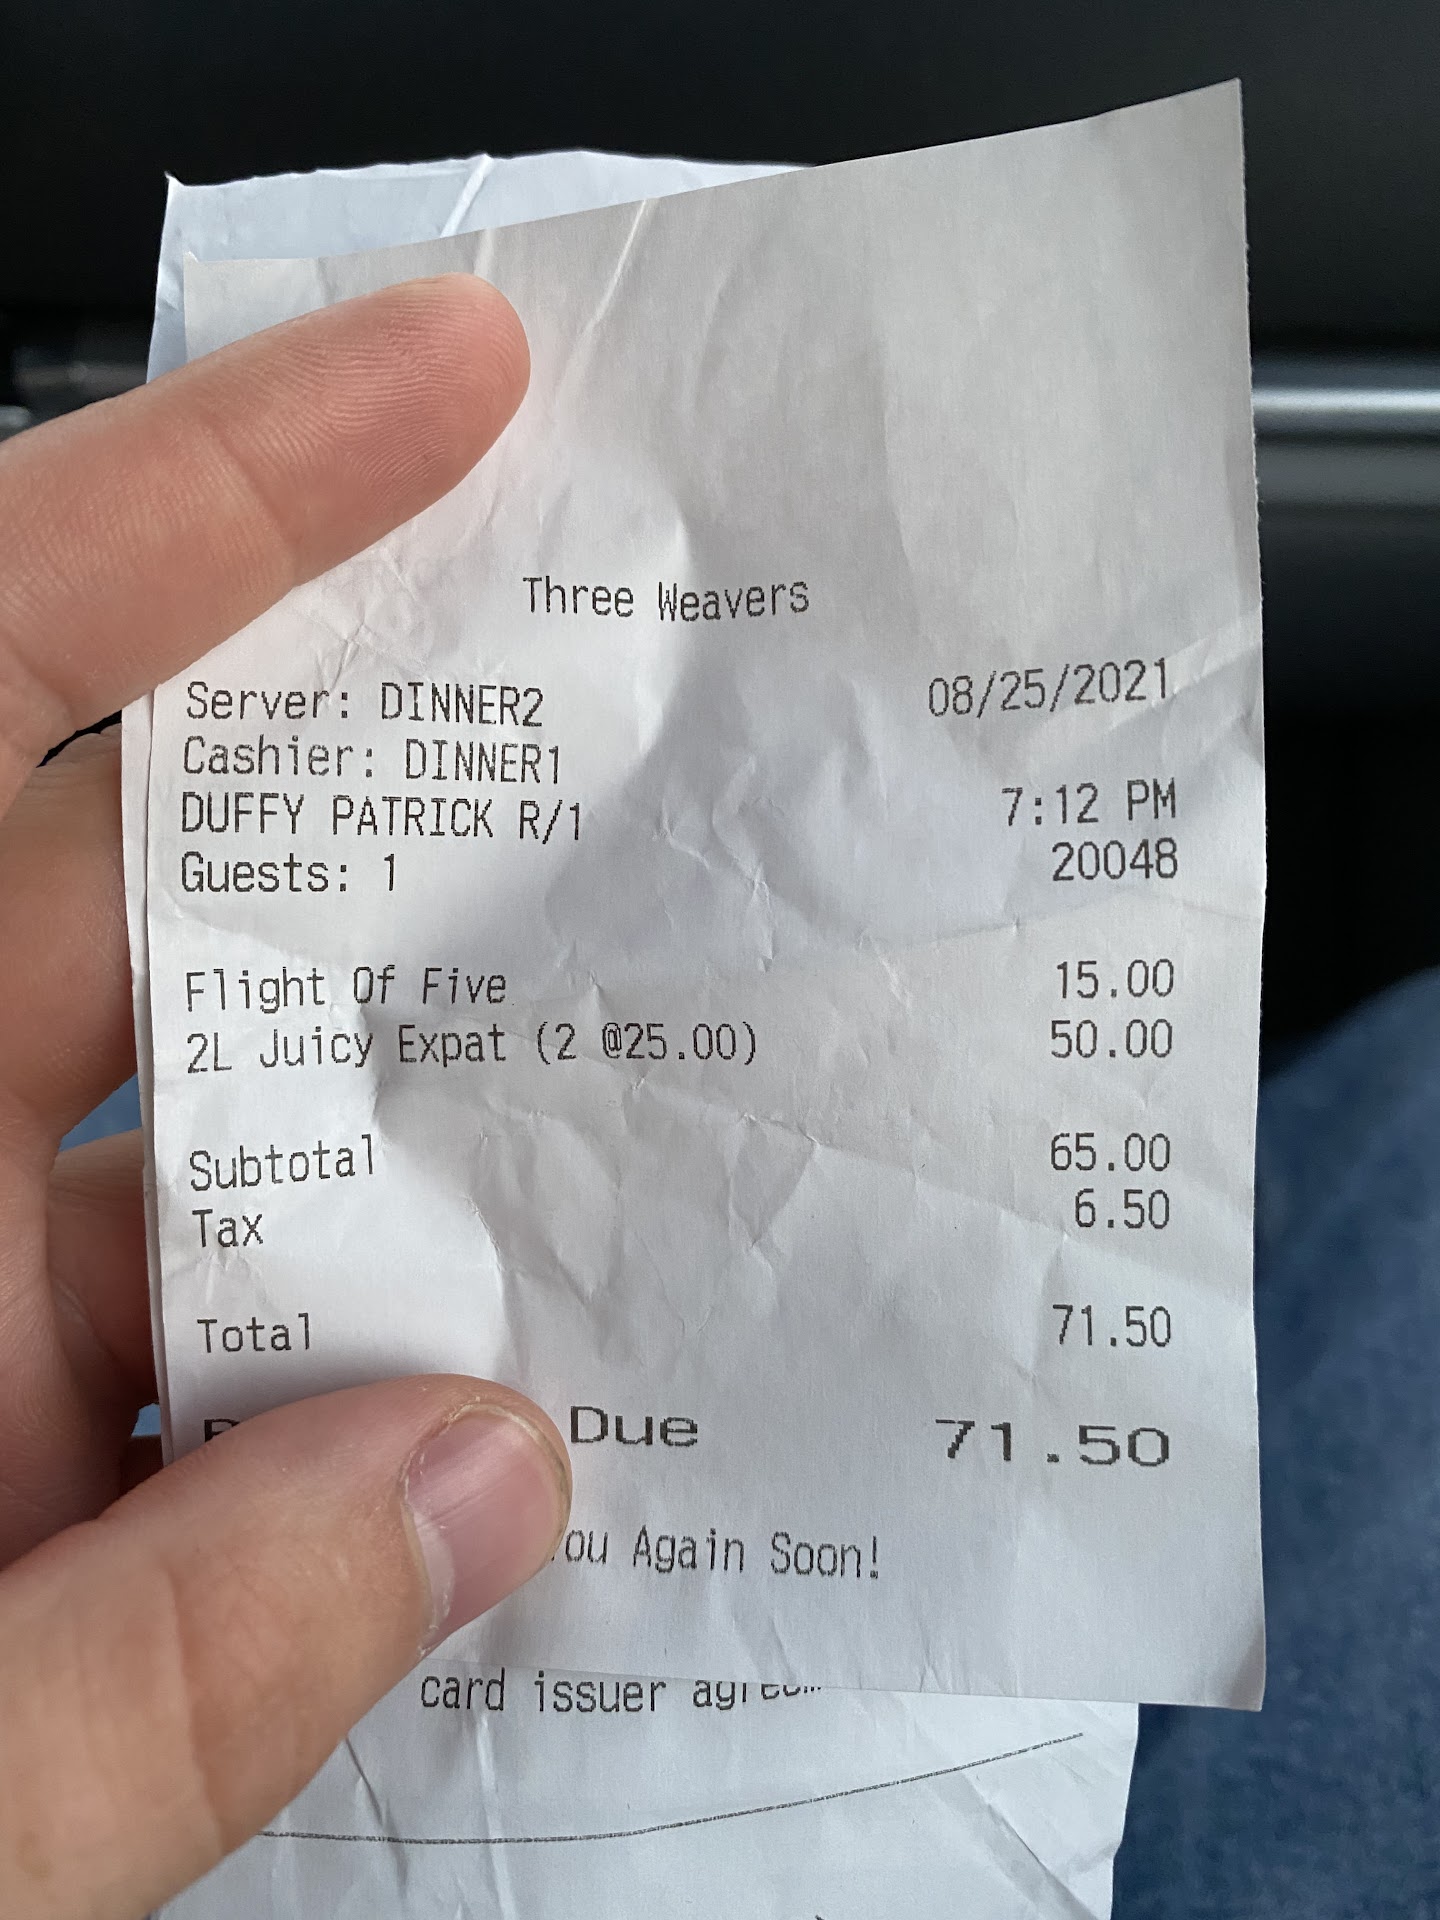 Three Weavers
Server: DINNER2 08/25/2021
Cashier: DINNER1
DUFFY PATRICK R/1 7:12 PM
Guests: 1 20048
Flight Of Five 15.00
2L Juicy Expat (2 @25.00) 50.00
Subtotal 65.00
Tax 6.50
Total 71.50
Due 71.50
Again Soon!
card issuer